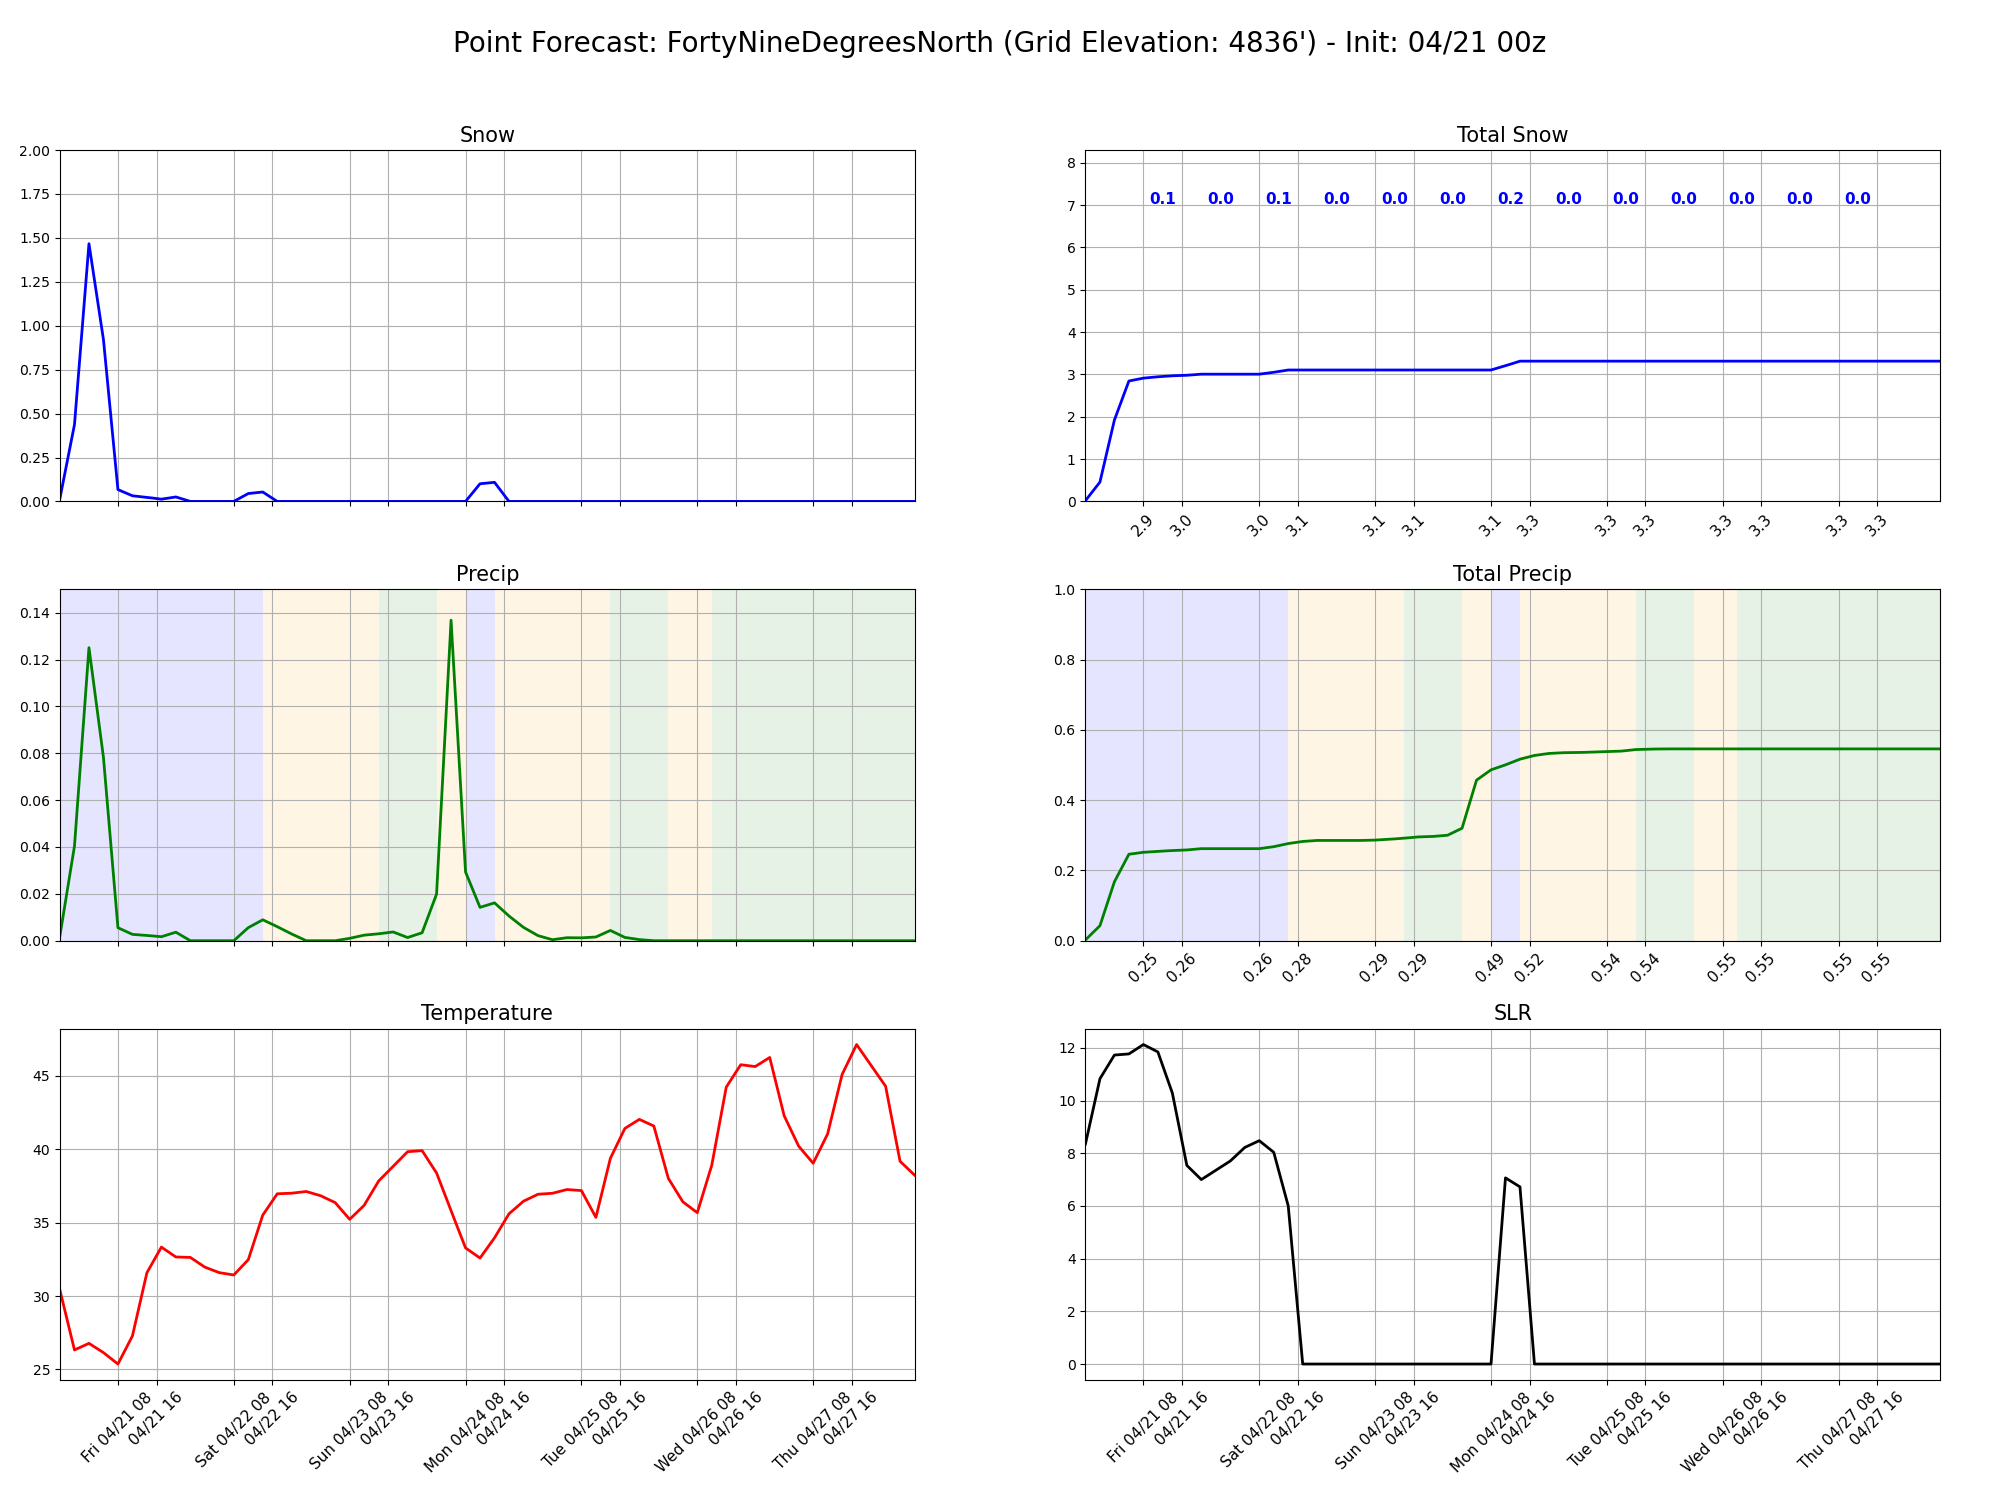 Point Forecast: FortyNineDegreesNorth (Grid Elevation: 4836') - Init: 04/21 00z
Snow
2.00
1.75
1.50
1.25
1.00
0.75
0.50
0.25
0.00
Total Snow
8
7
6
5
4
3
2
1
0
0.1 0.0 0.1 0.0 0.0 0.0 0.2 0.0 0.0 0.0 0.0 0.0 0.0
2.9 3.0 3.0 3.1 3.1 3.1 3.1 3.3 3.3 3.3 3.3 3.3 3.3 3.3
Precip
0.14
0.12
0.10
0.08
0.06
0.04
0.02
0.00
Total Precip
1.0
0.8
0.6
0.4
0.2
0.0
0.25 0.26 0.26 0.28 0.29 0.29 0.49 0.52 0.54 0.54 0.55 0.55 0.55 0.55
Temperature
45
40
35
30
25
Fri 04/21 08
04/21 16
Sat 04/22 08
04/22 16
Sun 04/23 08
04/23 16
Mon 04/24 08
04/24 16
Tue 04/25 08
04/25 16
Wed 04/26 08
04/26 16
Thu 04/27 08
04/27 16
SLR
12
10
8
6
4
2
0
Fri 04/21 08
04/21 16
Sat 04/22 08
04/22 16
Sun 04/23 08
04/23 16
Mon 04/24 08
04/24 16
Tue 04/25 08
04/25 16
Wed 04/26 08
04/26 16
Thu 04/27 08
04/27 16